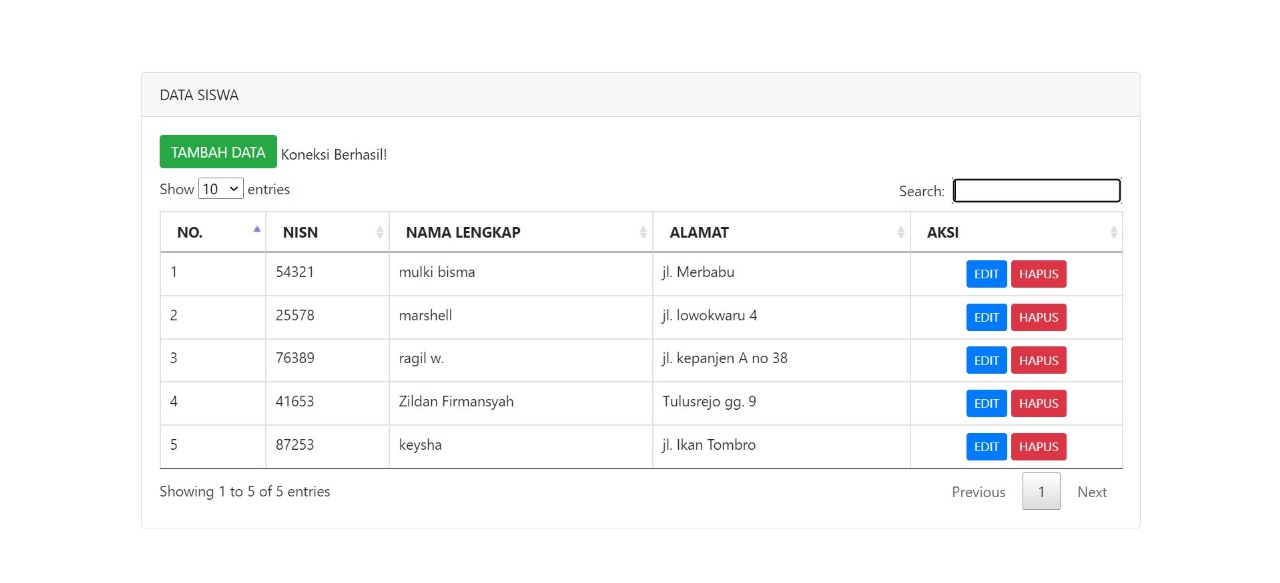 DATA SISWA
TAMBAH DATA Koneksi Berhasil!
Show 10 entries Search:
NO. NISN NAMA LENGKAP ALAMAT AKSI
1 54321 mulki bisma jl. Merbabu EDIT HAPUS
2 25578 marshell jl. lowokwaru 4 EDIT HAPUS
3 76389 ragil w. jl. kepanjen A no 38 EDIT HAPUS
4 41653 Zildan Firmansyah Tulusrejo gg. 9 EDIT HAPUS
5 87253 keysha jl. Ikan Tombro EDIT HAPUS
Showing 1 to 5 of 5 entries Previous 1 Next